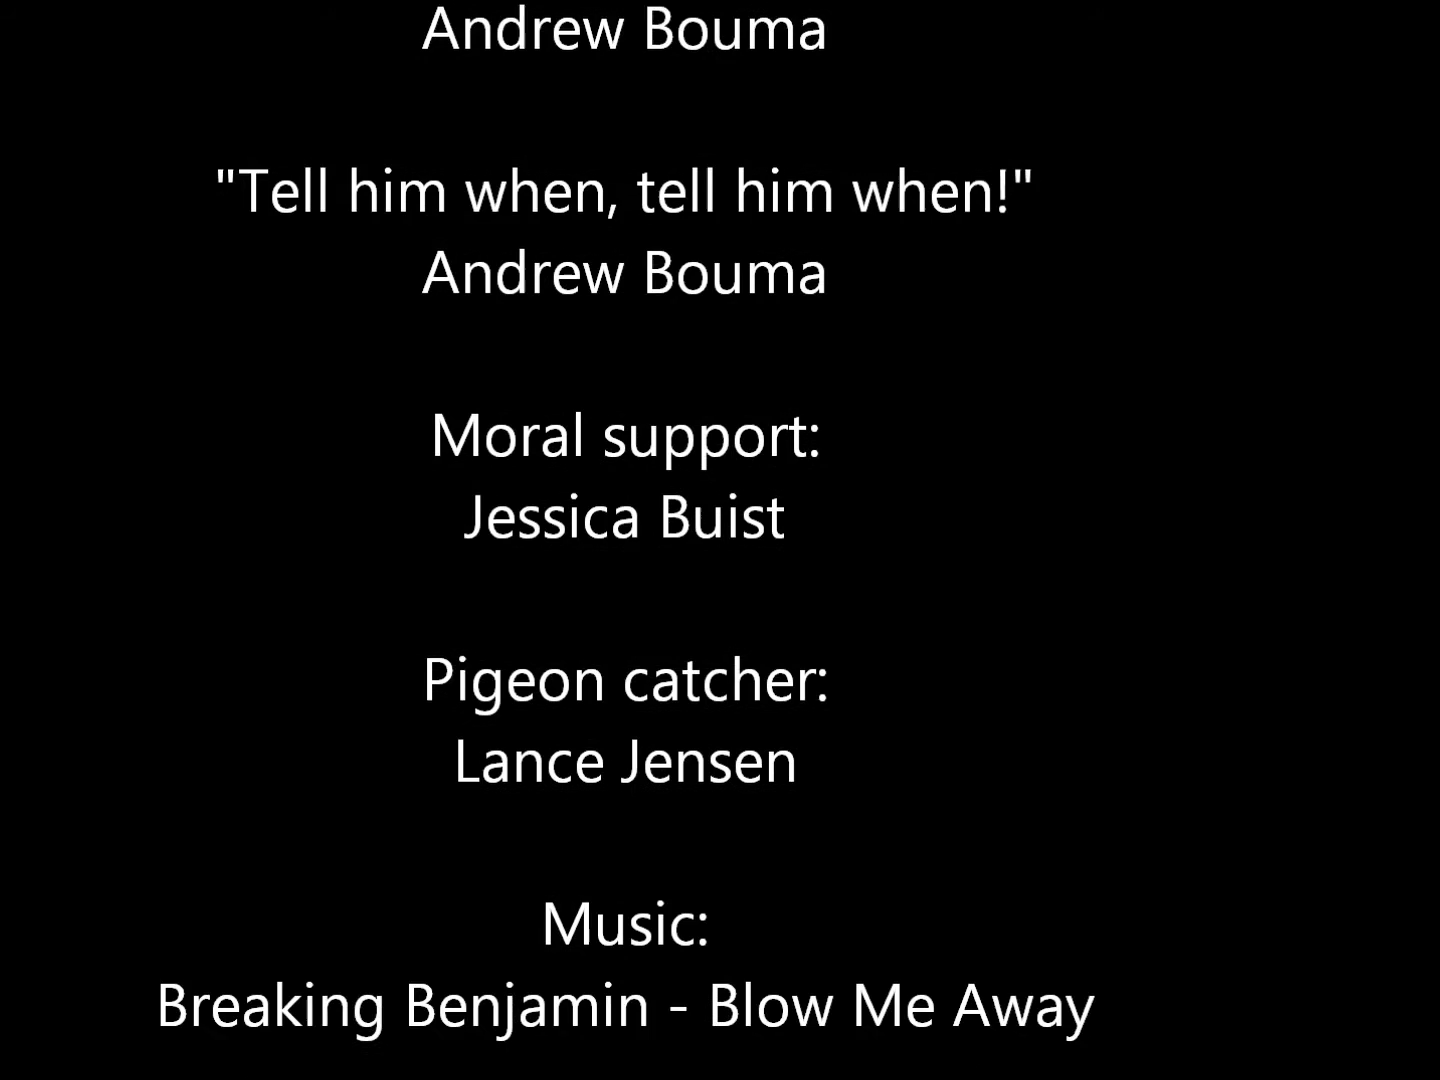 Andrew Bouma
"Tell him when, tell him when!"
Andrew Bouma
Moral support:
Jessica Buist
Pigeon catcher:
Lance Jensen
Music:
Breaking Benjamin - Blow Me Away